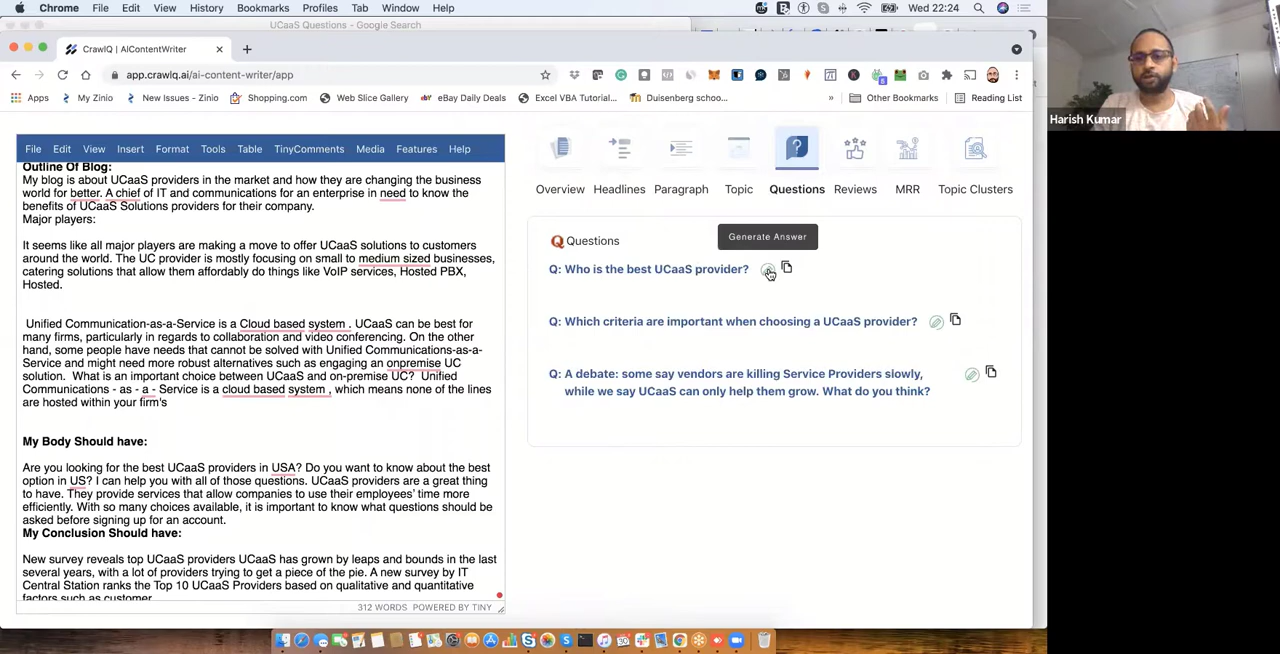 Chrome File Edit View History Bookmarks Profiles Tab Window Help
Wed 22:24
UCaaS Questions - Google Search
CrawlQ | AIContentWriter
app.crawlq.ai/ai-content-writer/app
Apps My Zinio New Issues - Zinio Shopping.com Web Slice Gallery eBay Daily Deals Excel VBA Tutorial... Duisenberg schoo... » Other Bookmarks Reading List
Harish Kumar
File Edit View Insert Format Tools Table TinyComments Media Features Help
Outline Of Blog:
My blog is about UCaaS providers in the market and how they are changing the business
world for better. A chief of IT and communications for an enterprise in need to know the
benefits of UCaaS Solutions providers for their company.
Major players:
It seems like all major players are making a move to offer UCaaS solutions to customers
around the world. The UC provider is mostly focusing on small to medium sized businesses,
catering solutions that allow them affordably do things like VoIP services, Hosted PBX,
Hosted.
Unified Communication-as-a-Service is a Cloud based system . UCaaS can be best for
many firms, particularly in regards to collaboration and video conferencing. On the other
hand, some people have needs that cannot be solved with Unified Communications-as-a-
Service and might need more robust alternatives such as engaging an onpremise UC
solution. What is an important choice between UCaaS and on-premise UC? Unified
Communications - as - a - Service is a cloud based system , which means none of the lines
are hosted within your firm's
My Body Should have:
Are you looking for the best UCaaS providers in USA? Do you want to know about the best
option in US? I can help you with all of those questions. UCaaS providers are a great thing
to have. They provide services that allow companies to use their employees' time more
efficiently. With so many choices available, it is important to know what questions should be
asked before signing up for an account.
My Conclusion Should have:
New survey reveals top UCaaS providers UCaaS has grown by leaps and bounds in the last
several years, with a lot of providers trying to get a piece of the pie. A new survey by IT
Central Station ranks the Top 10 UCaaS Providers based on qualitative and quantitative
factors such as customer
312 WORDS POWERED BY TINY
Overview Headlines Paragraph Topic Questions Reviews MRR Topic Clusters
Q Questions
Generate Answer
Q: Who is the best UCaaS provider?
Q: Which criteria are important when choosing a UCaaS provider?
Q: A debate: some say vendors are killing Service Providers slowly,
while we say UCaaS can only help them grow. What do you think?